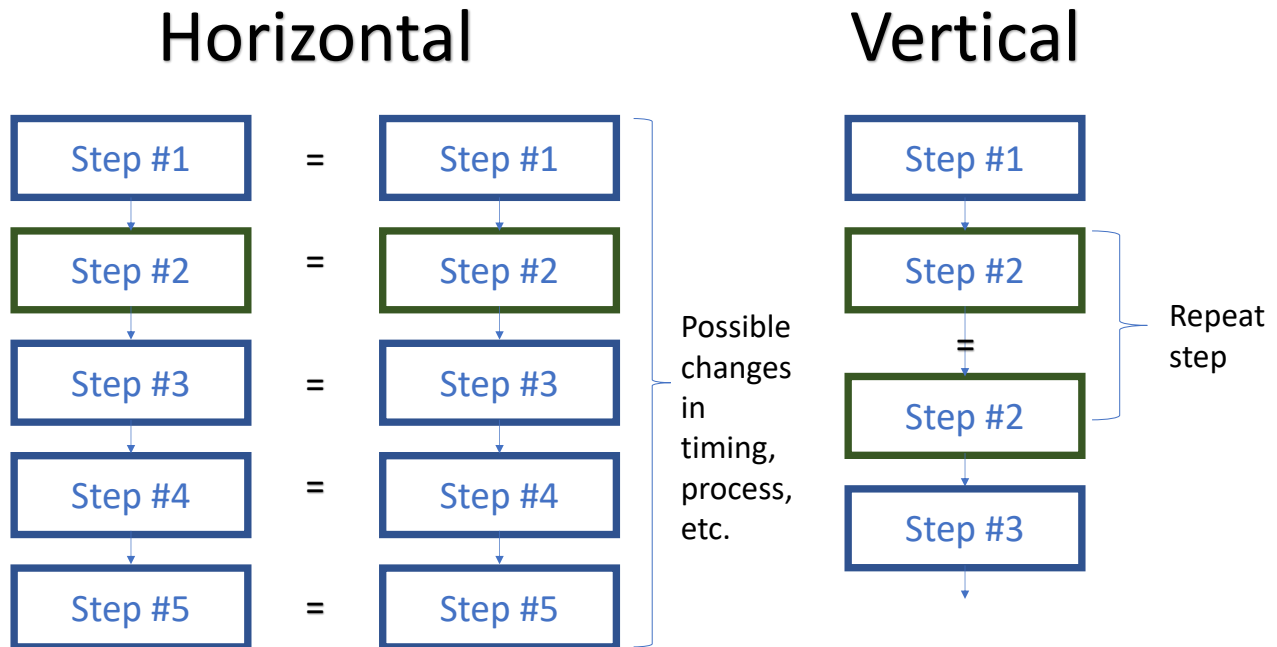 Horizontal
Vertical
Step #1
=
Step #1
Step #2
=
Step #2
Step #3
=
Step #3
Step #4
=
Step #4
Step #5
=
Step #5
Possible
changes
in
timing,
process,
etc.
Step #1
Step #2
=
Step #2
Step #3
Repeat
step